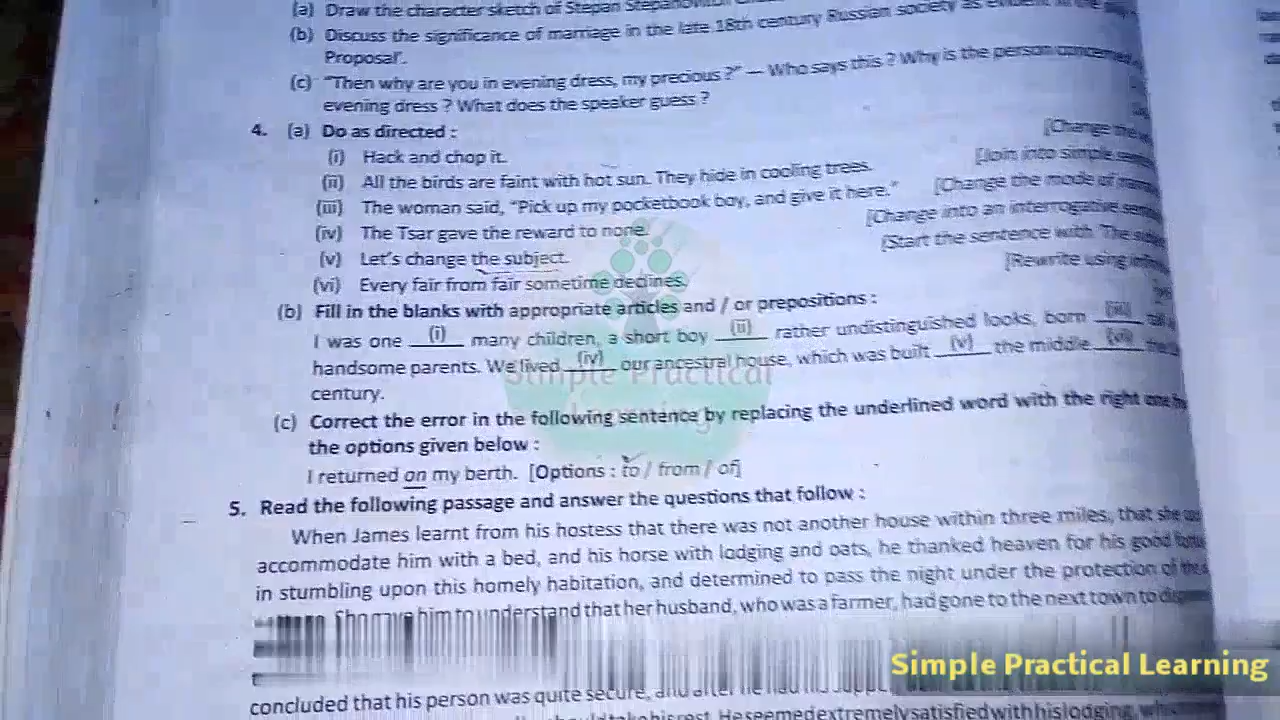 (a) Draw the character sketch of Stepan
(b) Discuss the significance of marriage in the late 18th century Russian society as evident in the
Proposal'.
(c) "Then why are you in evening dress, my precious ?" — Who says this ? Why is the person concerned
evening dress ? What does the speaker guess ?
4. (a) Do as directed :
(i) Hack and chop it. [Change the
(ii) All the birds are faint with hot sun. They hide in cooling trees. [Join into simple
(iii) The woman said, "Pick up my pocketbook boy, and give it here." [Change the mode of
(iv) The Tsar gave the reward to none. [Change into an interrogative
(v) Let's change the subject. [Start the sentence with 'The
(vi) Every fair from fair sometime declines. [Rewrite using
(b) Fill in the blanks with appropriate articles and / or prepositions :
I was one (i) many children, a short boy (ii) rather undistinguished looks, born (iii)
handsome parents. We lived (iv) our ancestral house, which was built (v) the middle (vi)
century.
(c) Correct the error in the following sentence by replacing the underlined word with the right
the options given below :
I returned on my berth. [Options : to / from / of]
5. Read the following passage and answer the questions that follow :
When James learnt from his hostess that there was not another house within three miles, that she
accommodate him with a bed, and his horse with lodging and oats, he thanked heaven for his good
in stumbling upon this homely habitation, and determined to pass the night under the protection of
She gave him to understand that her husband, who was a farmer, had gone to the next town to
concluded that his person was quite secure, and after he had his
He seemed extremely satisfied with his lodging,
Simple Practical
Simple Practical Learning